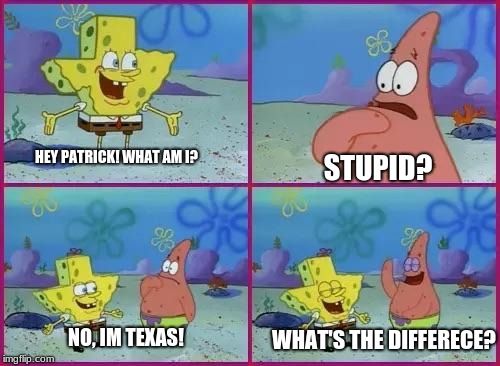 HEY PATRICK! WHAT AM I?
STUPID?
NO, IM TEXAS!
WHAT'S THE DIFFERECE?
imgflip.com